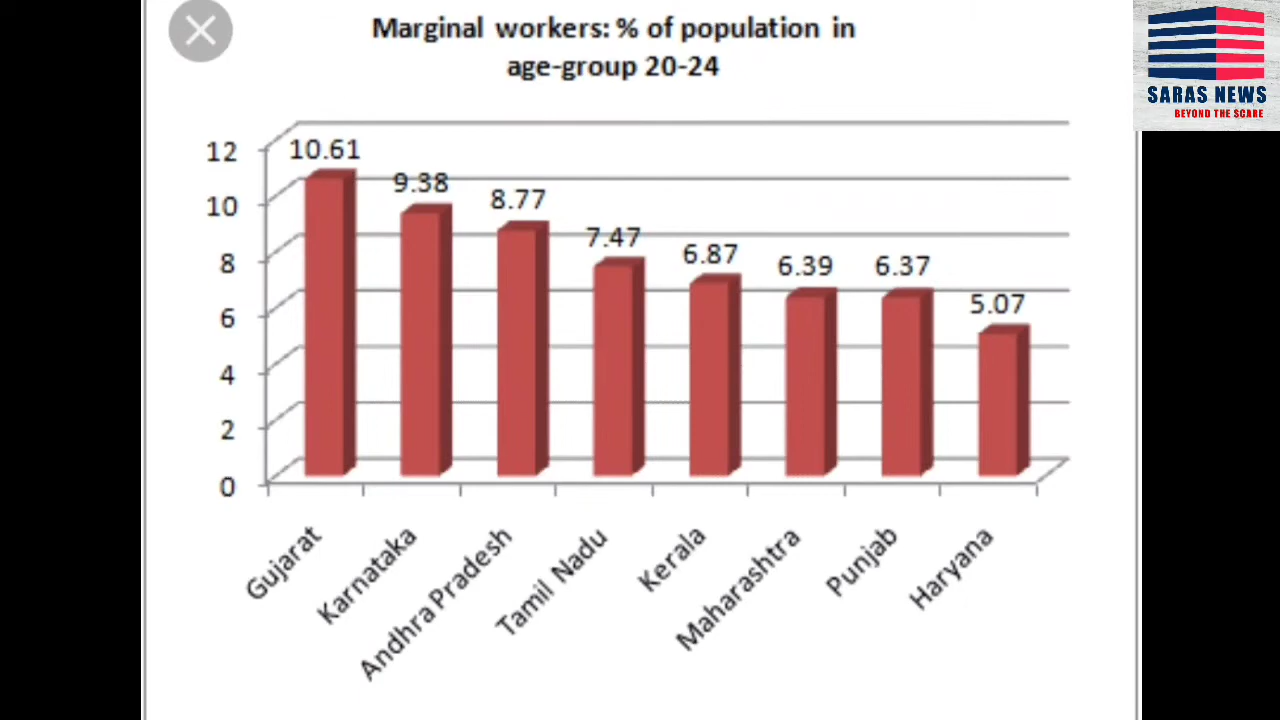 Marginal workers: % of population in
age-group 20-24
SARAS NEWS
BEYOND THE SCARE
12
10
8
6
4
2
0
10.61
9.38
8.77
7.47
6.87
6.39
6.37
5.07
Gujarat
Karnataka
Andhra Pradesh
Tamil Nadu
Kerala
Maharashtra
Punjab
Haryana